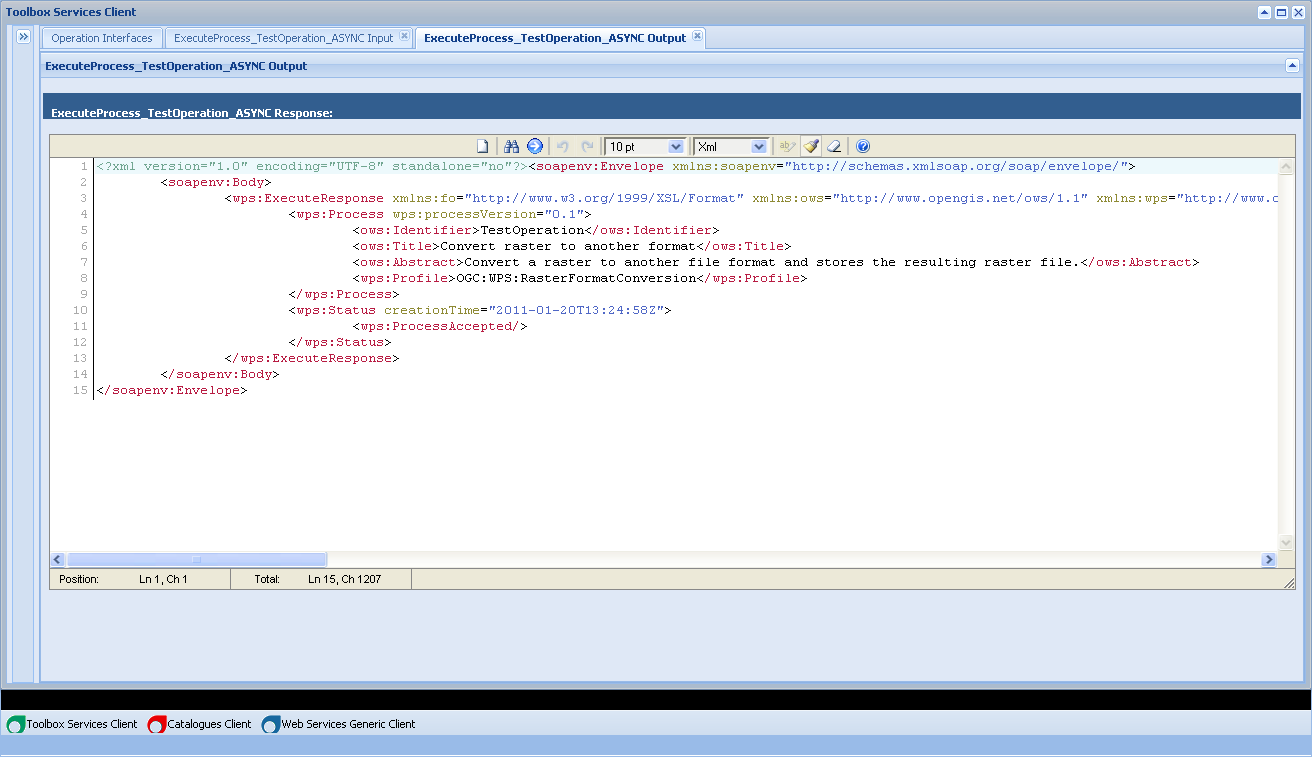 Toolbox Services Client
Operation Interfaces ExecuteProcess_TestOperation_ASYNC Input ExecuteProcess_TestOperation_ASYNC Output
ExecuteProcess_TestOperation_ASYNC Output
ExecuteProcess_TestOperation_ASYNC Response:
10 pt Xml
1 <?xml version="1.0" encoding="UTF-8" standalone="no"?><soapenv:Envelope xmlns:soapenv="http://schemas.xmlsoap.org/soap/envelope/">
2 <soapenv:Body>
3 <wps:ExecuteResponse xmlns:fo="http://www.w3.org/1999/XSL/Format" xmlns:ows="http://www.opengis.net/ows/1.1" xmlns:wps="http://www.o
4 <wps:Process wps:processVersion="0.1">
5 <ows:Identifier>TestOperation</ows:Identifier>
6 <ows:Title>Convert raster to another format</ows:Title>
7 <ows:Abstract>Convert a raster to another file format and stores the resulting raster file.</ows:Abstract>
8 <wps:Profile>OGC:WPS:RasterFormatConversion</wps:Profile>
9 </wps:Process>
10 <wps:Status creationTime="2011-01-20T13:24:58Z">
11 <wps:ProcessAccepted/>
12 </wps:Status>
13 </wps:ExecuteResponse>
14 </soapenv:Body>
15 </soapenv:Envelope>
Position: Ln 1, Ch 1 Total: Ln 15, Ch 1207
Toolbox Services Client Catalogues Client Web Services Generic Client